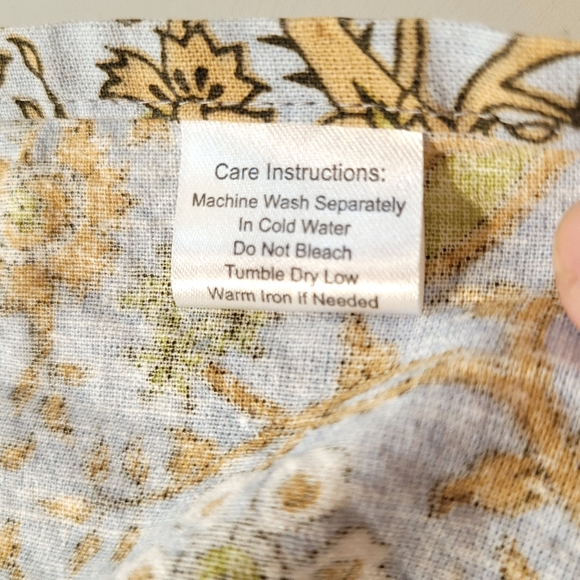 Care Instructions:
Machine Wash Separately
In Cold Water
Do Not Bleach
Tumble Dry Low
Warm Iron If Needed